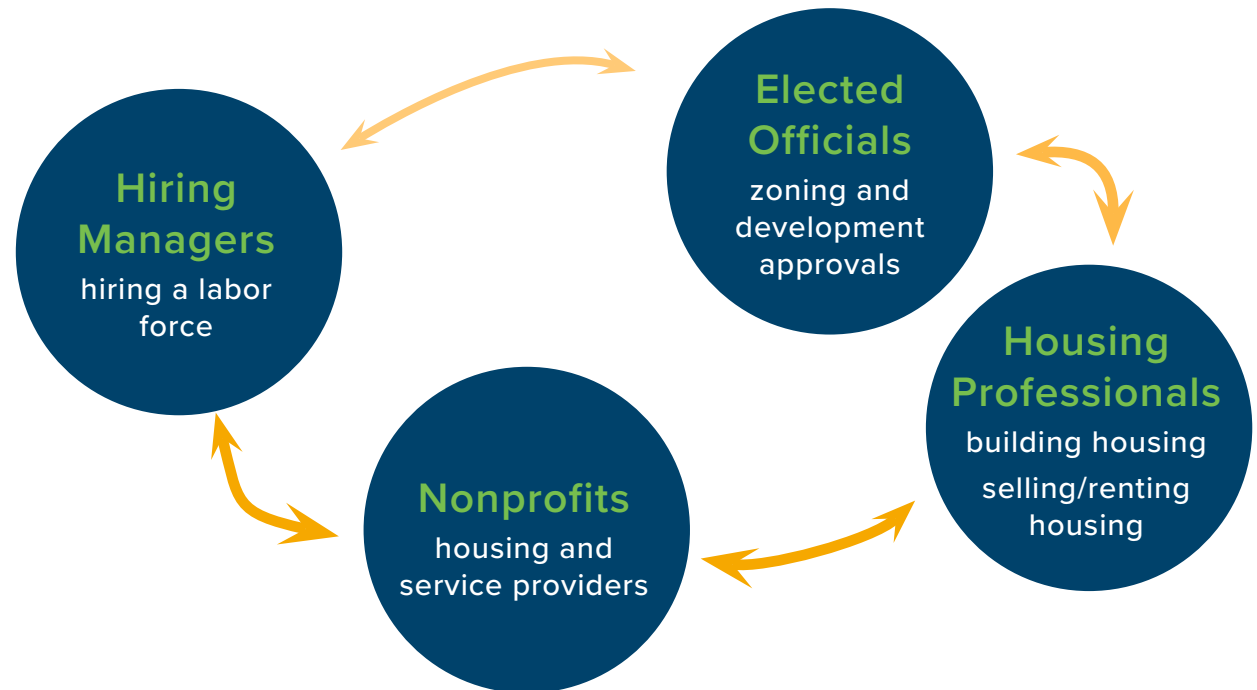 Hiring
Managers
hiring a labor
force
Elected
Officials
zoning and
development
approvals
Housing
Professionals
building housing
selling/renting
housing
Nonprofits
housing and
service providers